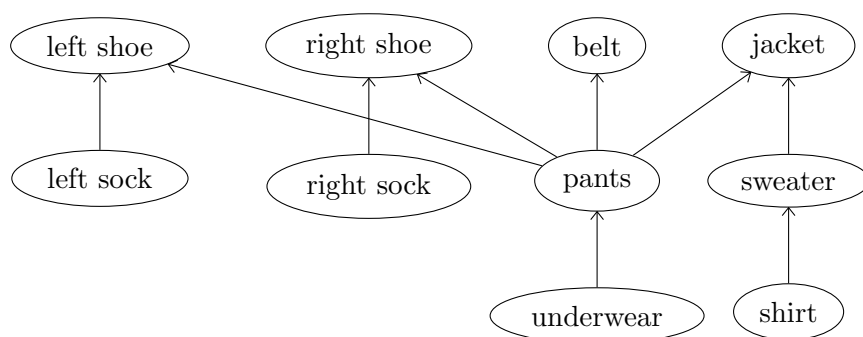 left shoe
right shoe
belt
jacket
left sock
right sock
pants
sweater
underwear
shirt